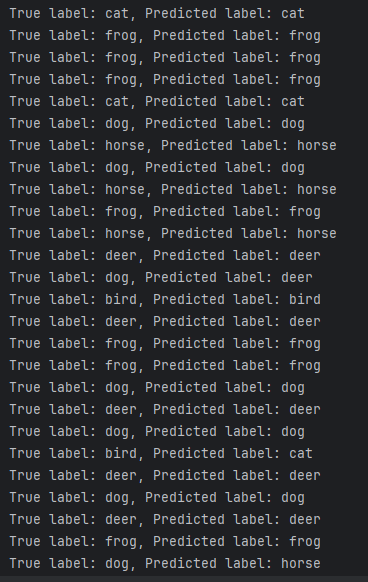 True label: cat, Predicted label: cat
True label: frog, Predicted label: frog
True label: frog, Predicted label: frog
True label: frog, Predicted label: frog
True label: cat, Predicted label: cat
True label: dog, Predicted label: dog
True label: horse, Predicted label: horse
True label: dog, Predicted label: dog
True label: horse, Predicted label: horse
True label: frog, Predicted label: frog
True label: horse, Predicted label: horse
True label: deer, Predicted label: deer
True label: dog, Predicted label: deer
True label: bird, Predicted label: bird
True label: deer, Predicted label: deer
True label: frog, Predicted label: frog
True label: frog, Predicted label: frog
True label: dog, Predicted label: dog
True label: deer, Predicted label: deer
True label: dog, Predicted label: dog
True label: bird, Predicted label: cat
True label: deer, Predicted label: deer
True label: dog, Predicted label: dog
True label: deer, Predicted label: deer
True label: frog, Predicted label: frog
True label: dog, Predicted label: horse